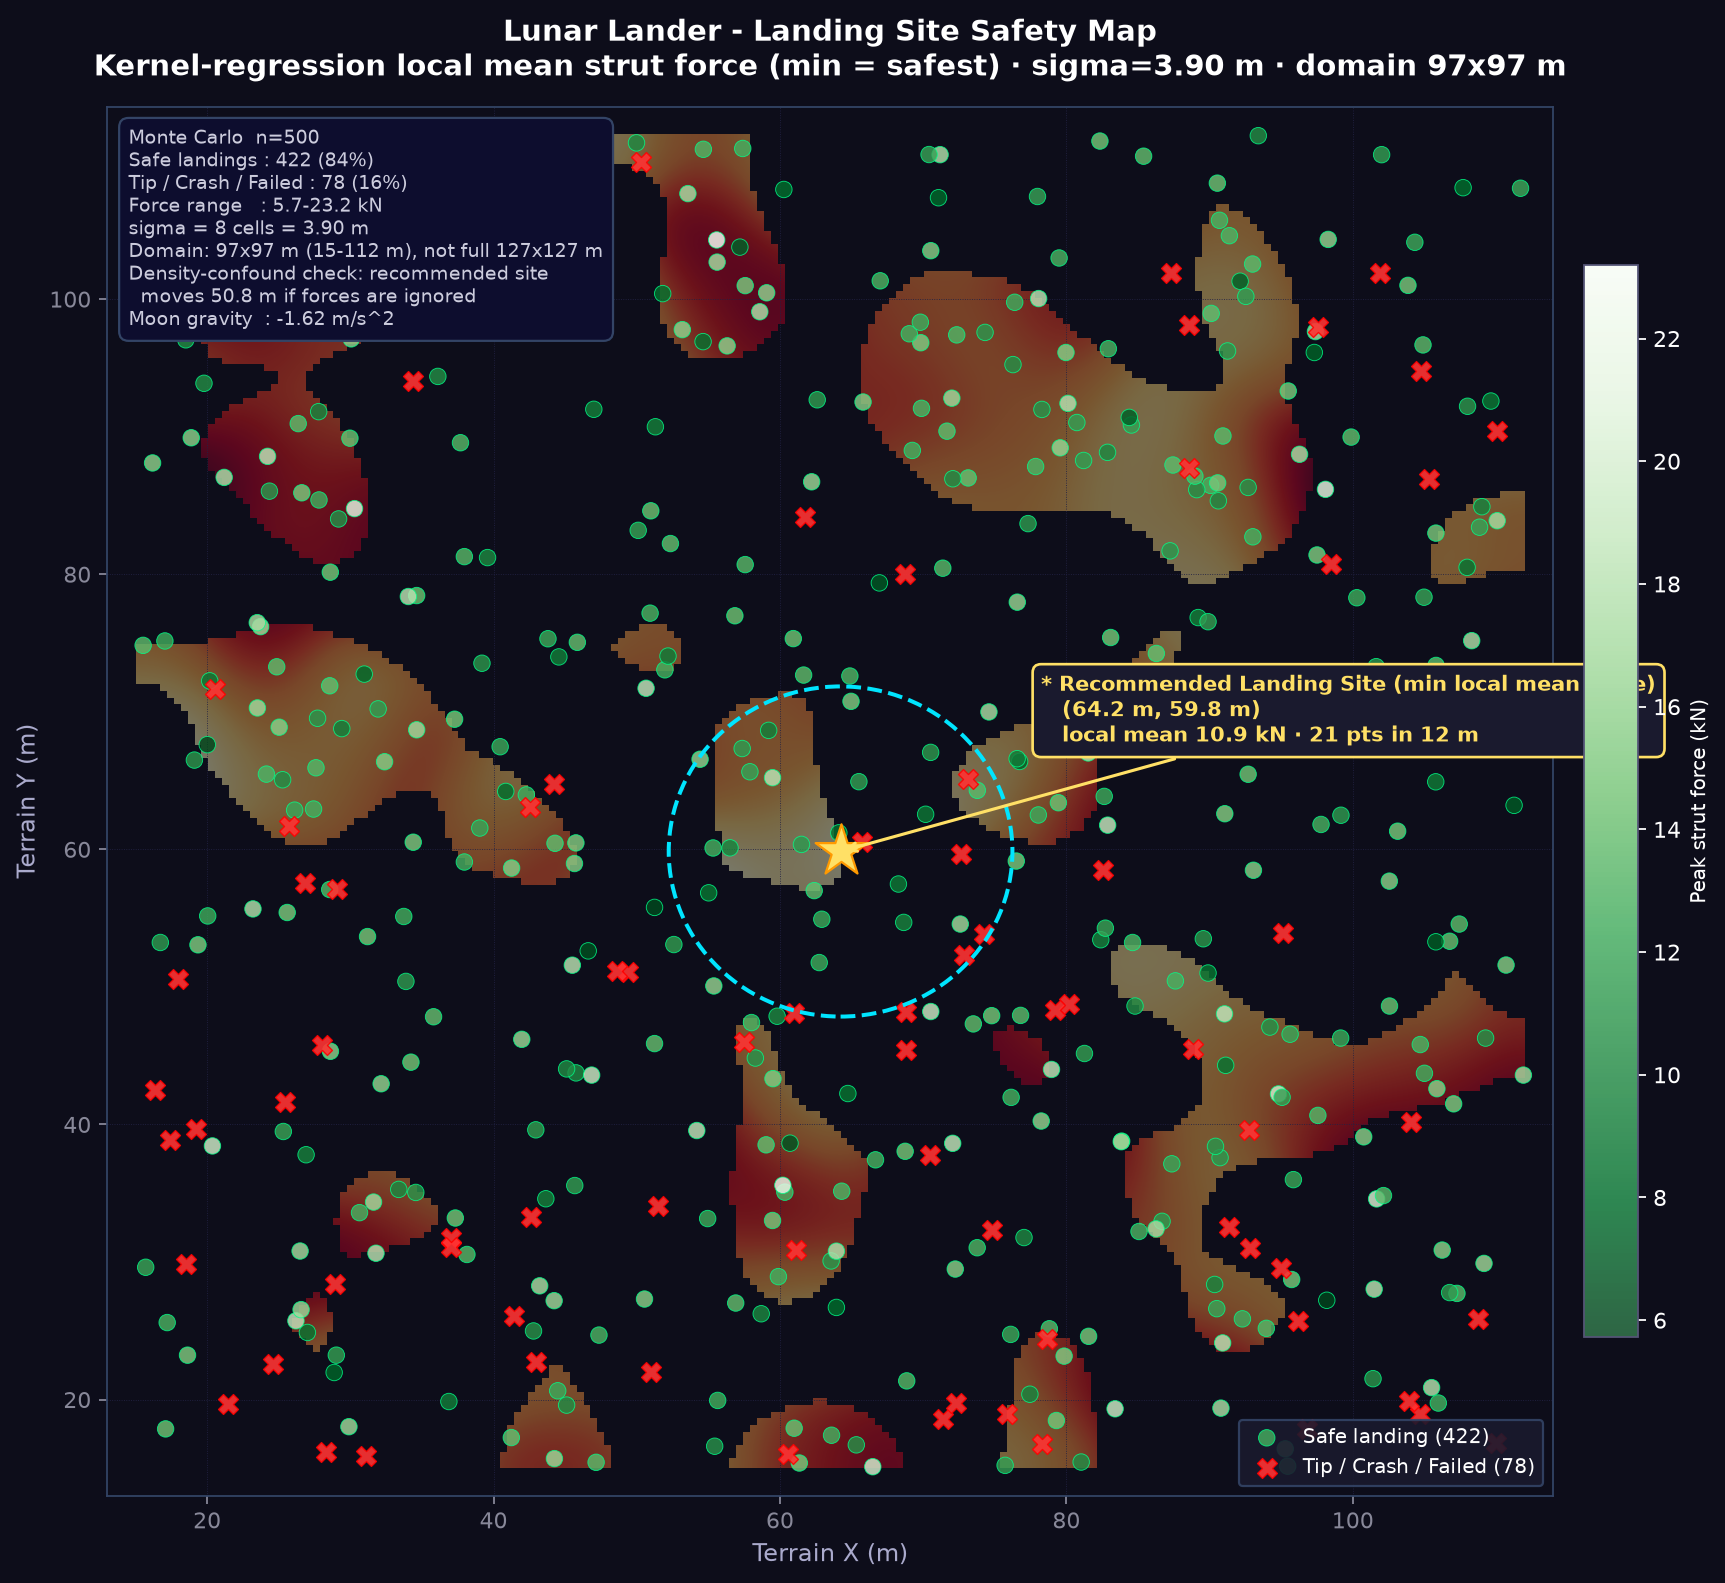 Lunar Lander - Landing Site Safety Map
Kernel-regression local mean strut force (min = safest) · sigma=3.90 m · domain 97x97 m
Monte Carlo  n=500
Safe landings : 422 (84%)
Tip / Crash / Failed : 78 (16%)
Force range   : 5.7-23.2 kN
sigma = 8 cells = 3.90 m
Domain: 97x97 m (15-112 m), not full 127x127 m
Density-confound check: recommended site
moves 50.8 m if forces are ignored
Moon gravity  : -1.62 m/s^2
* Recommended Landing Site (min local mean
(64.2 m, 59.8 m)
local mean 10.9 kN · 21 pts in 12 m
Safe landing (422)
Tip / Crash / Failed (78)
100
80
60
40
20
Terrain Y (m)
20
40
60
80
100
Terrain X (m)
22
20
18
16
14
12
10
8
6
Peak strut force (kN)